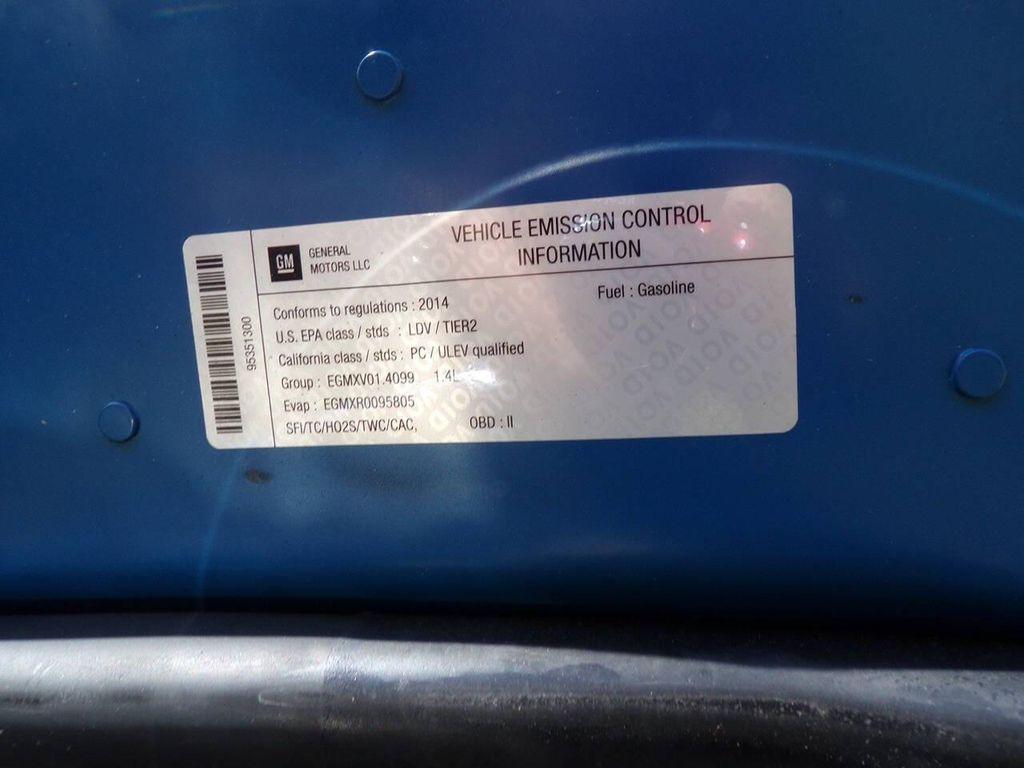 GM
GENERAL
MOTORS LLC
VEHICLE EMISSION CONTROL
INFORMATION
95351300
Conforms to regulations : 2014
Fuel : Gasoline
U.S. EPA class / stds : LDV / TIER2
California class / stds : PC / ULEV qualified
Group : EGMXV01.4099 1.4L
Evap : EGMXR0095805
SFI/TC/HO2S/TWC/CAC, OBD : II